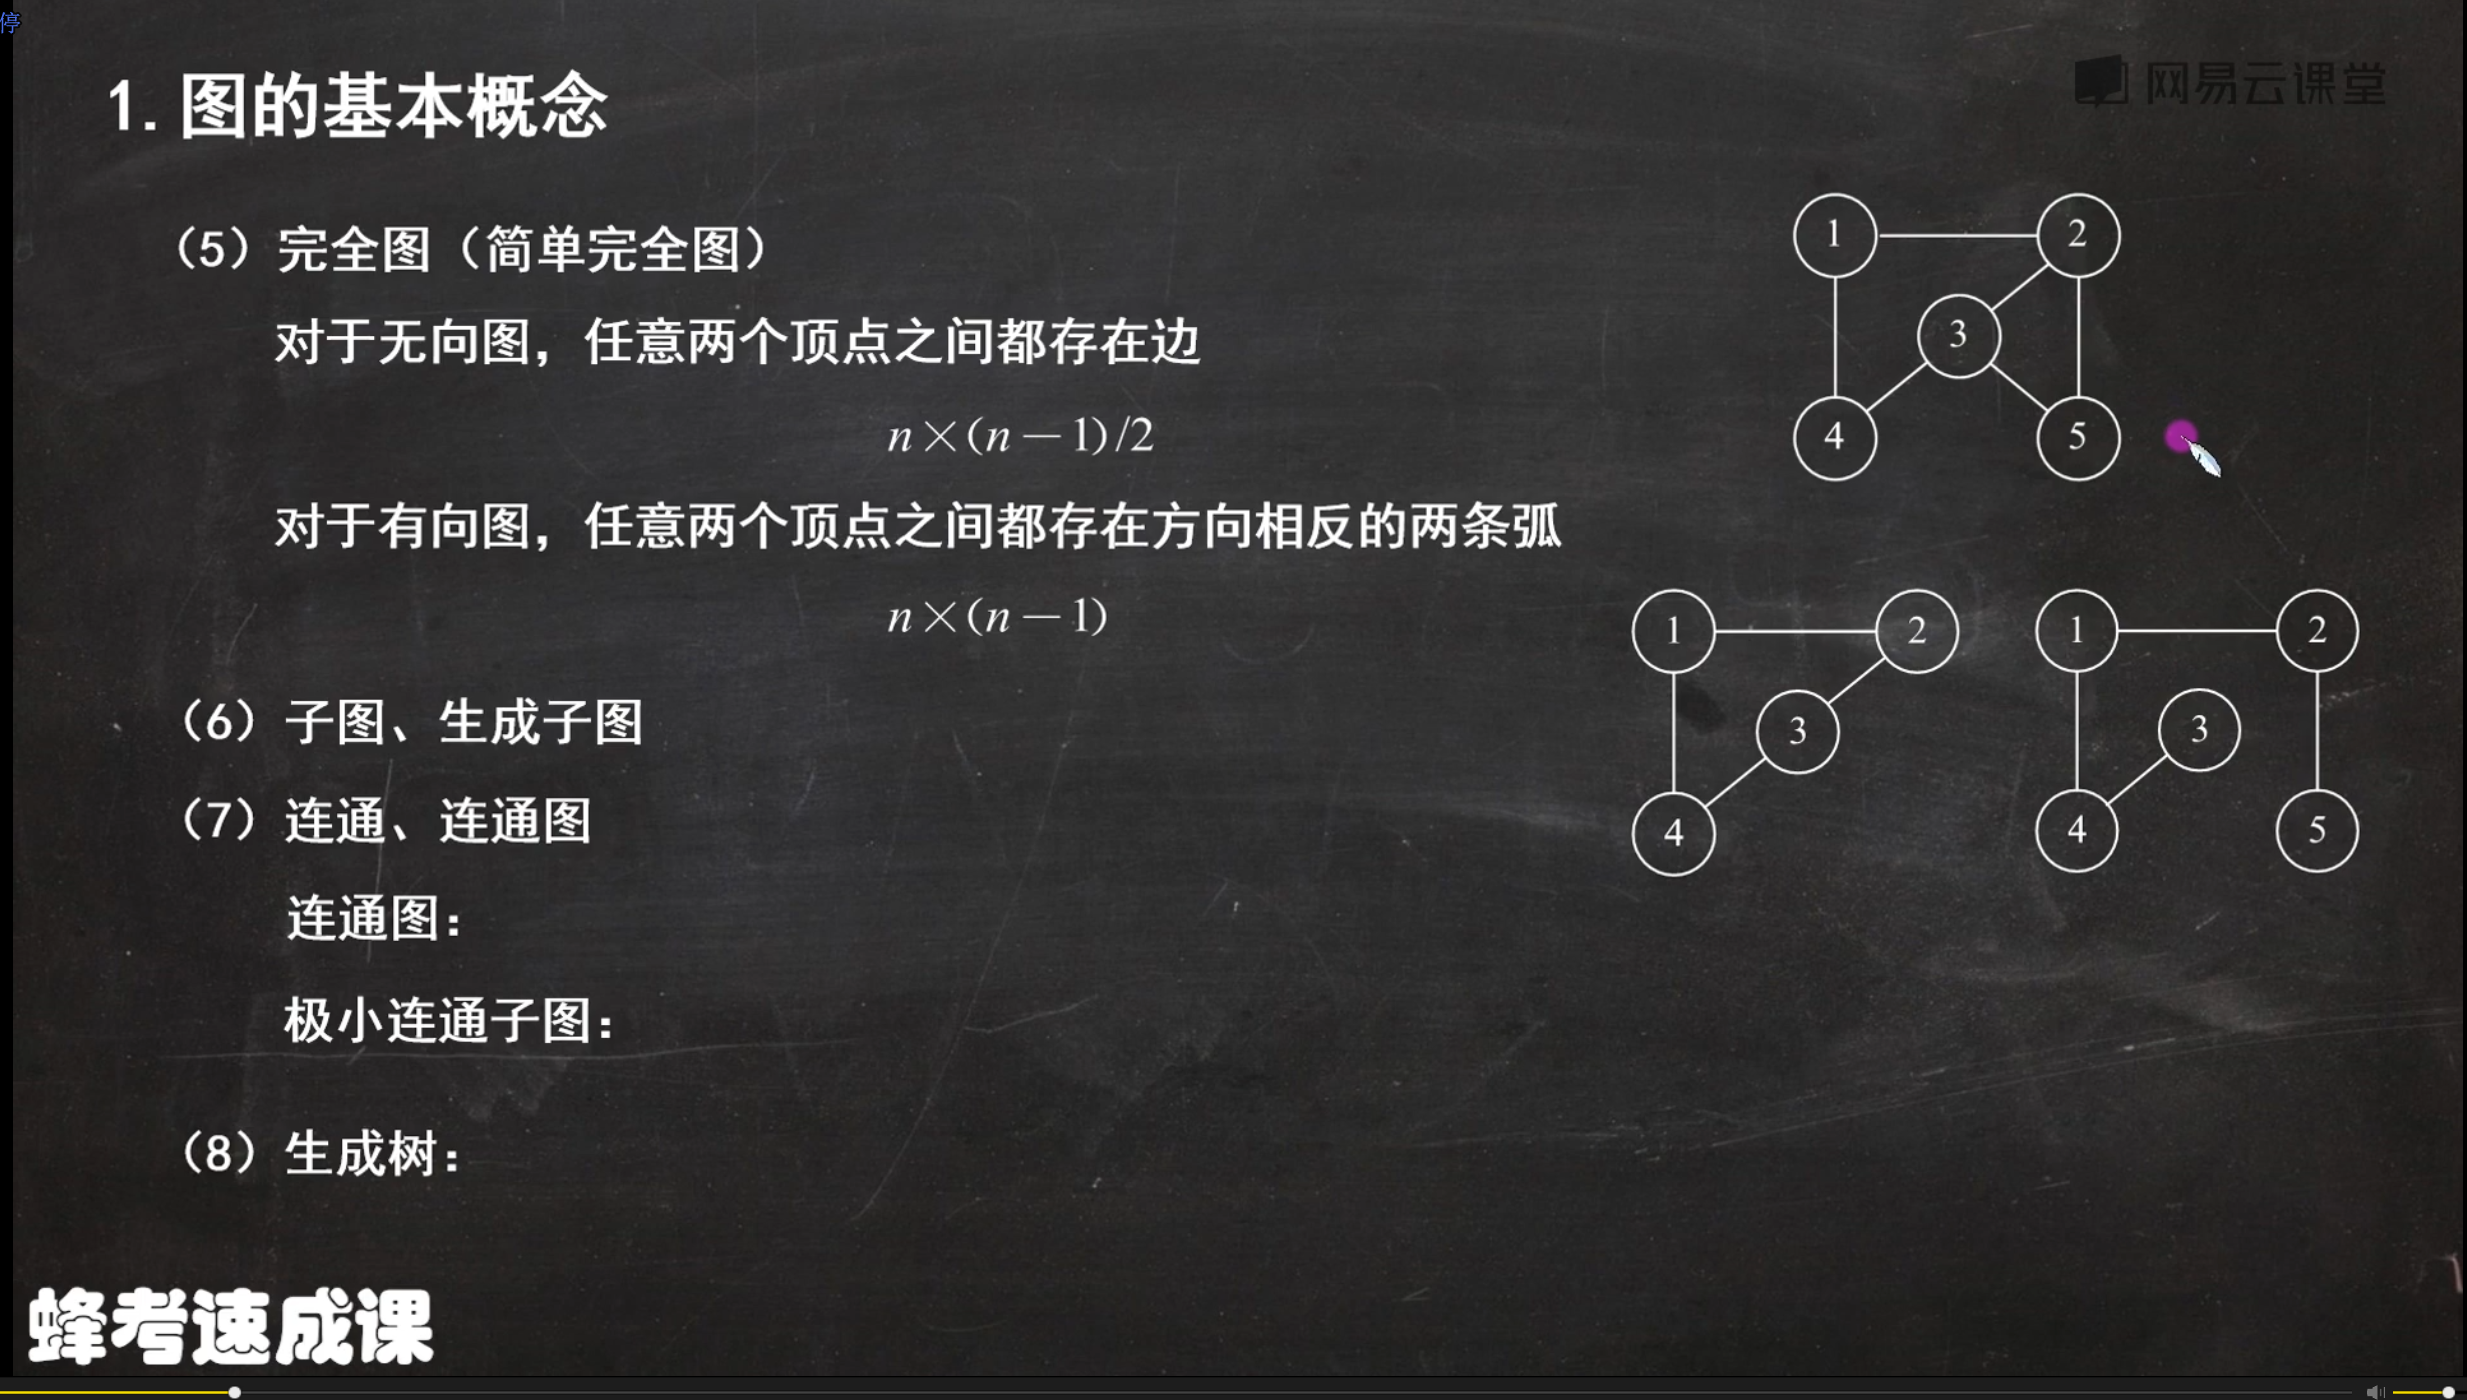 停
1. 图的基本概念
网易云课堂
（5）完全图（简单完全图）
对于无向图，任意两个顶点之间都存在边
n×(n－1)/2
对于有向图，任意两个顶点之间都存在方向相反的两条弧
n×(n－1)
（6）子图、生成子图
（7）连通、连通图
连通图：
极小连通子图：
（8）生成树：
1 2
3
4 5
1 2
3
4
1 2
3
4 5
蜂考速成课